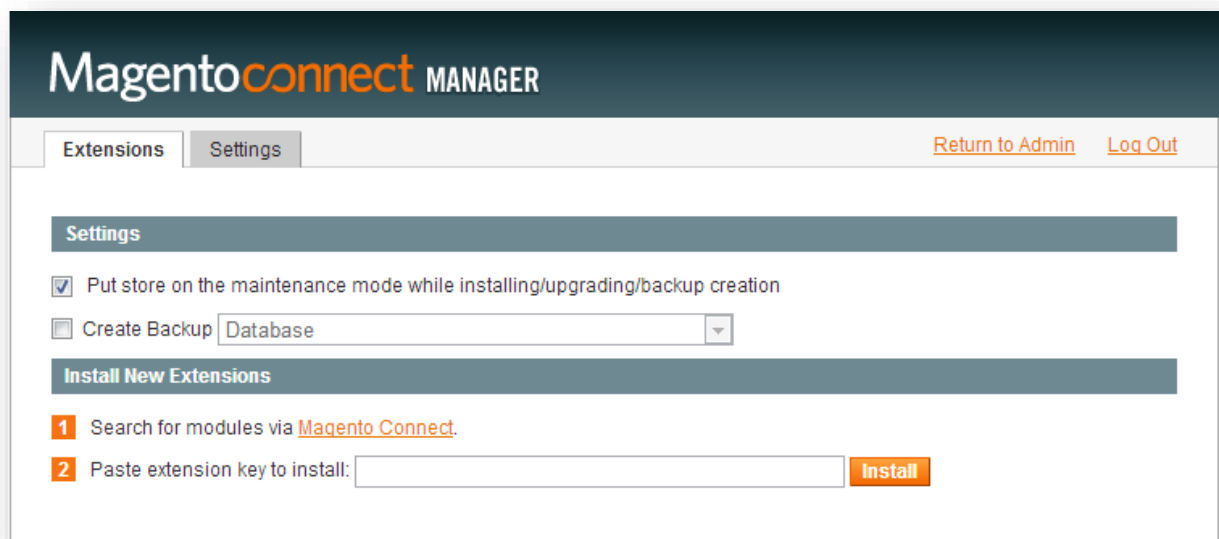 Magentoconnect MANAGER
Extensions Settings Return to Admin Log Out
Settings
Put store on the maintenance mode while installing/upgrading/backup creation
Create Backup Database
Install New Extensions
1 Search for modules via Magento Connect.
2 Paste extension key to install: Install